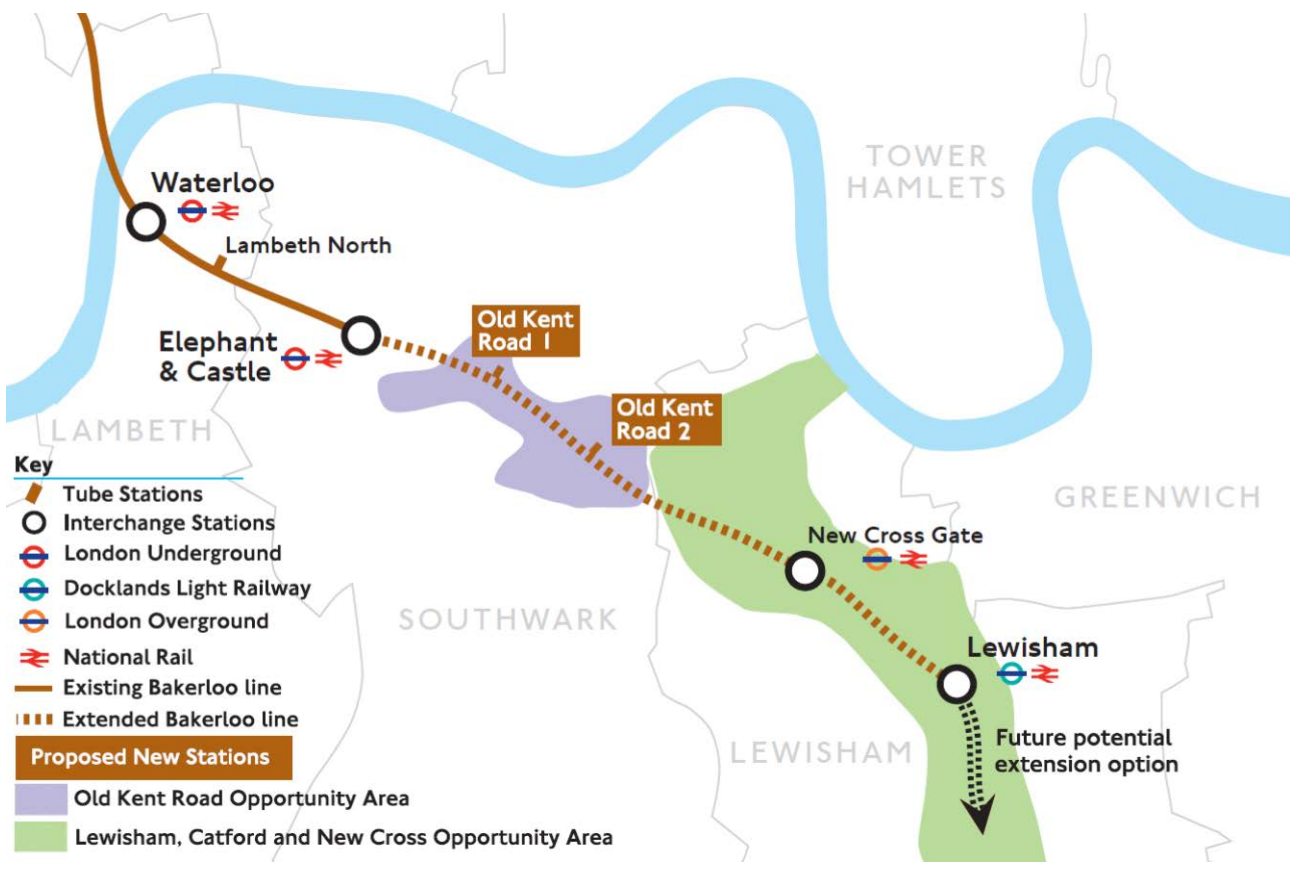 TOWER
HAMLETS
Waterloo
Lambeth North
Old Kent
Road 1
Elephant
& Castle
Old Kent
Road 2
LAMBETH
GREENWICH
New Cross Gate
SOUTHWARK
Lewisham
LEWISHAM
Future potential
extension option
Key
Tube Stations
Interchange Stations
London Underground
Docklands Light Railway
London Overground
National Rail
Existing Bakerloo line
Extended Bakerloo line
Proposed New Stations
Old Kent Road Opportunity Area
Lewisham, Catford and New Cross Opportunity Area